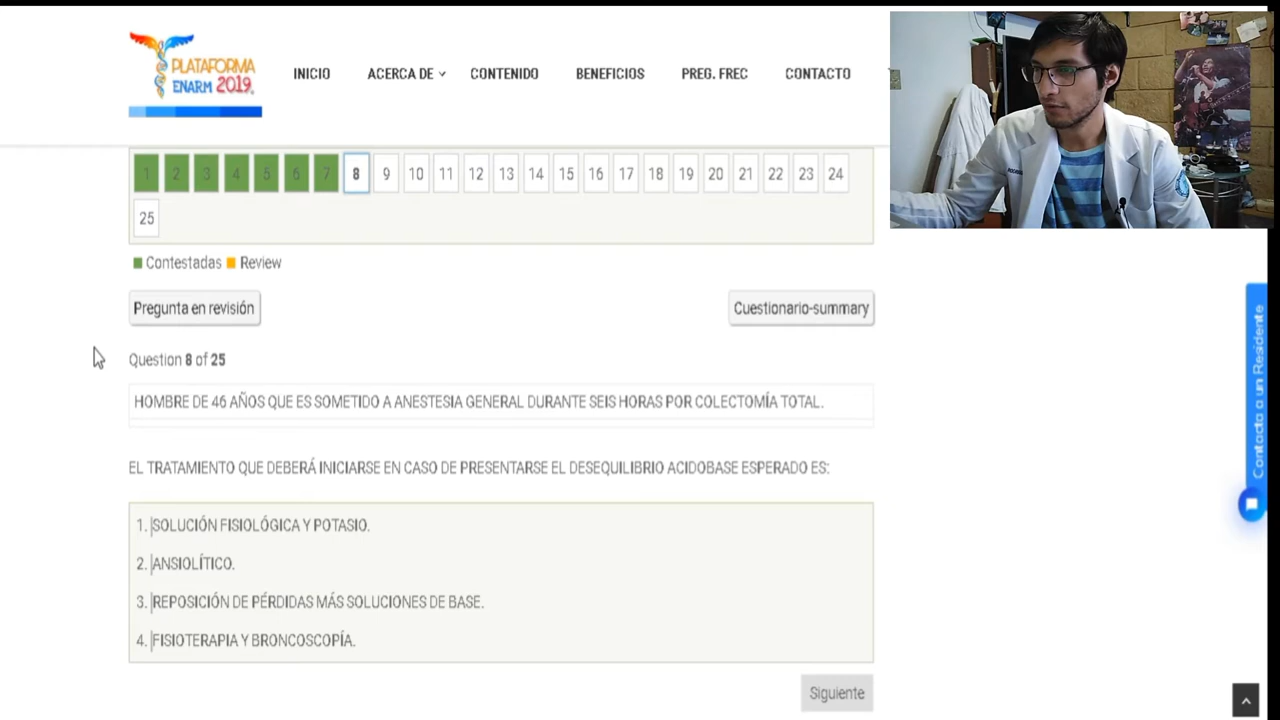 PLATAFORMA
ENARM 2019
INICIO
ACERCA DE
CONTENIDO
BENEFICIOS
PREG. FREC
CONTACTO
1 2 3 4 5 6 7 8 9 10 11 12 13 14 15 16 17 18 19 20 21 22 23 24
25
Contestadas Review
Pregunta en revisión
Cuestionario-summary
Question 8 of 25
HOMBRE DE 46 AÑOS QUE ES SOMETIDO A ANESTESIA GENERAL DURANTE SEIS HORAS POR COLECTOMÍA TOTAL.
EL TRATAMIENTO QUE DEBERÁ INICIARSE EN CASO DE PRESENTARSE EL DESEQUILIBRIO ACIDOBASE ESPERADO ES:
1. SOLUCIÓN FISIOLÓGICA Y POTASIO.
2. ANSIOLÍTICO.
3. REPOSICIÓN DE PÉRDIDAS MÁS SOLUCIONES DE BASE.
4. FISIOTERAPIA Y BRONCOSCOPÍA.
Siguiente
Contacta a un Residente